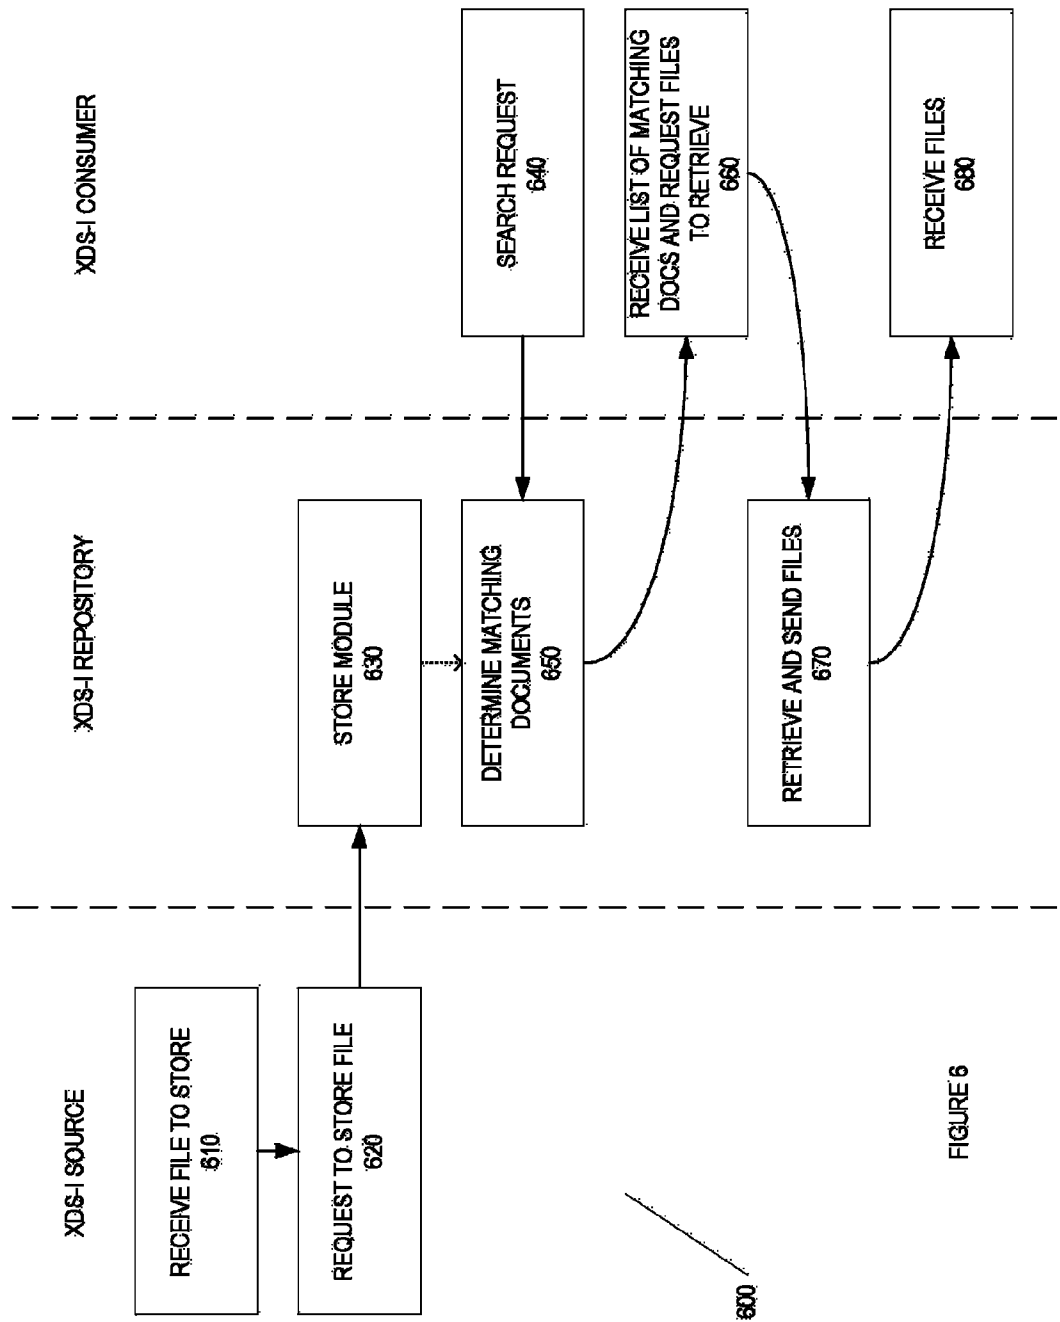 XDS-I SOURCE
XDS-I REPOSITORY
XDS-I CONSUMER
RECEIVE FILE TO STORE
610
REQUEST TO STORE FILE
620
STORE MODULE
630
SEARCH REQUEST
640
DETERMINE MATCHING
DOCUMENTS
650
RECEIVE LIST OF MATCHING
DOCS AND REQUEST FILES
TO RETRIEVE
660
RETRIEVE AND SEND FILES
670
RECEIVE FILES
680
600
FIGURE 6